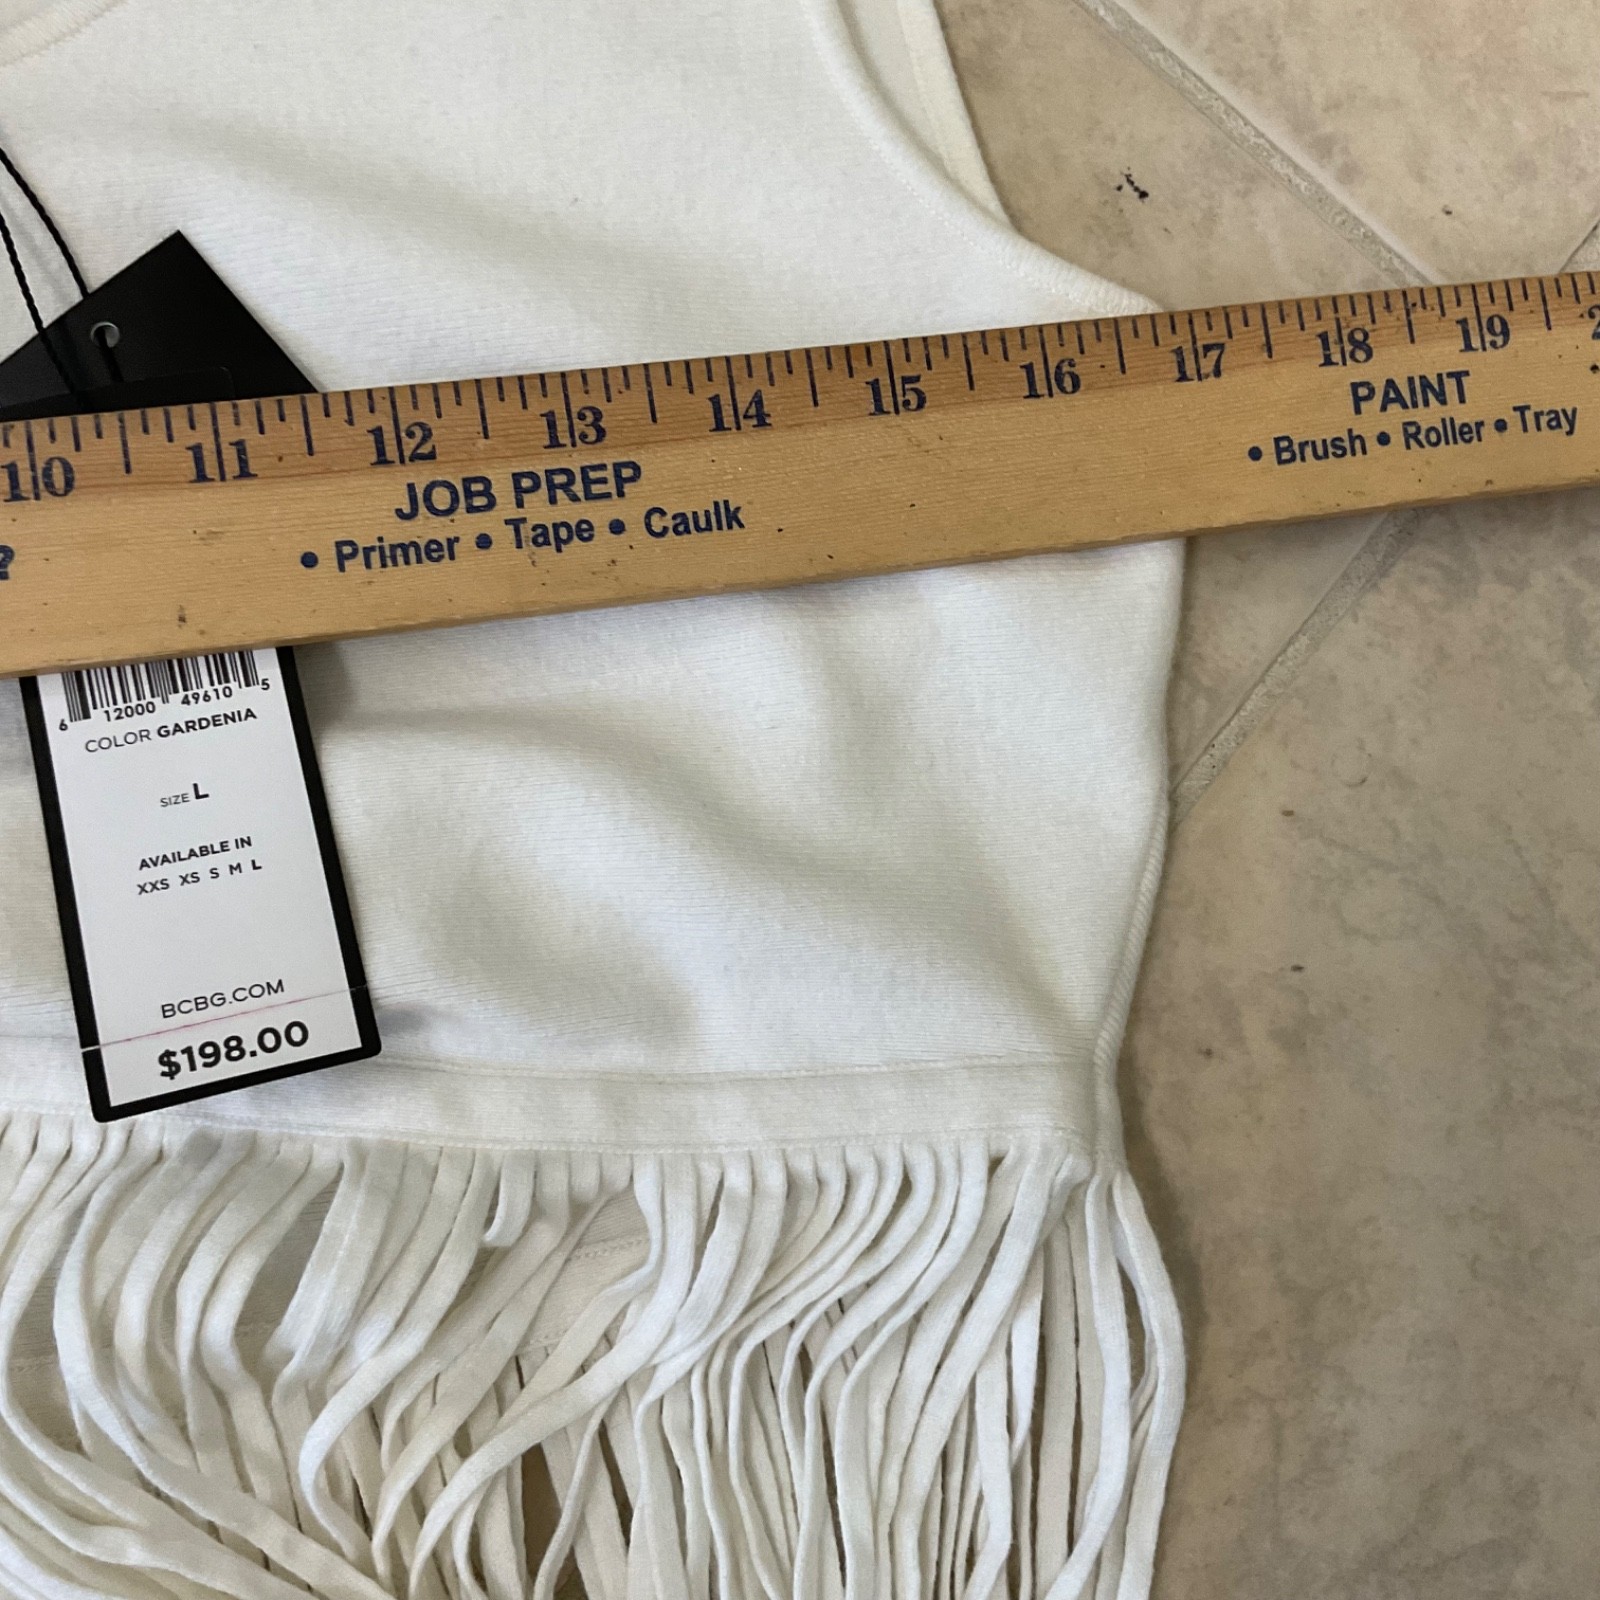 10 11 12 13 14 15 16 17 18 19 2
JOB PREP
• Primer • Tape • Caulk
PAINT
• Brush • Roller • Tray
?
6 12000 49610 5
COLOR GARDENIA
SIZE L
AVAILABLE IN
XXS XS S M L
BCBG.COM
$198.00